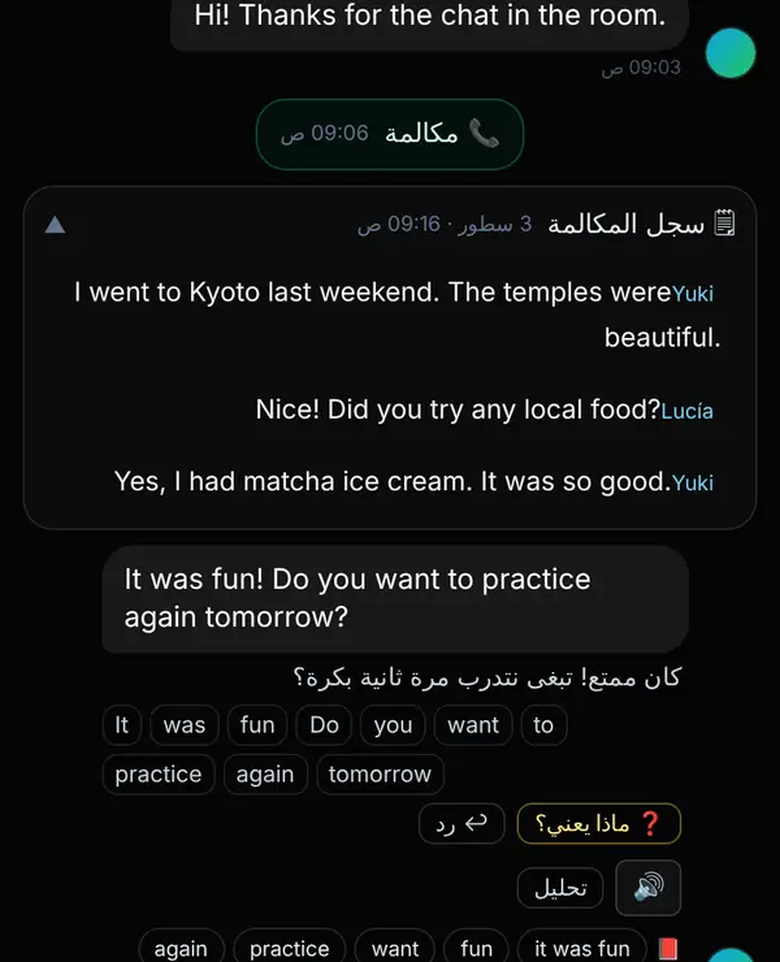 Hi! Thanks for the chat in the room.
09:03 ص
مكالمة 09:06 ص
سجل المكالمة 3 سطور · 09:16 ص
Yuki I went to Kyoto last weekend. The temples were
beautiful.
Lucía Nice! Did you try any local food?
Yuki Yes, I had matcha ice cream. It was so good.
It was fun! Do you want to practice
again tomorrow?
كان ممتع! تبغى نتدرب مرة ثانية بكرة؟
It was fun Do you want to
practice again tomorrow
❓ ماذا يعني؟ ↩ رد
تحليل
it was fun fun want practice again